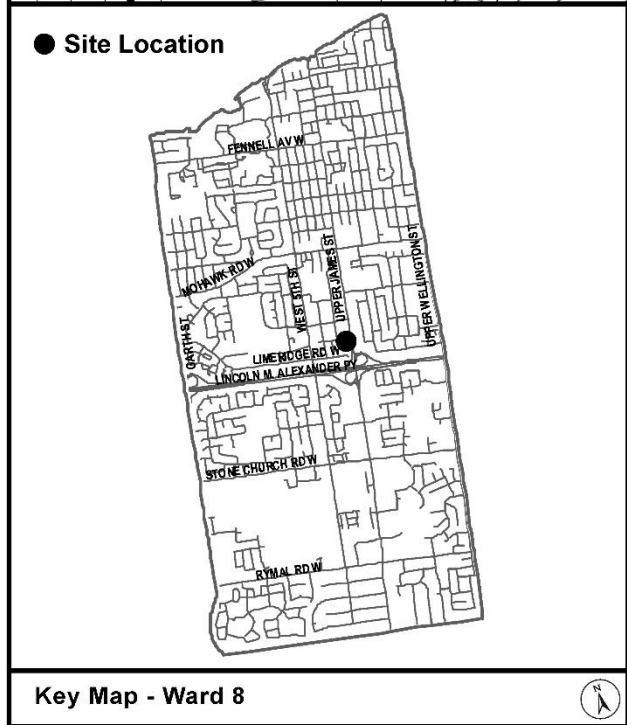 Site Location
FENNELL AV W
MOHAWK RD W
WEST 5TH ST
UPPER JAMES ST
UPPER WELLINGTON ST
GARTH ST
LIMERIDGE RD W
LINCOLN M. ALEXANDER PY
STONE CHURCH RD W
RYMAL RD W
Key Map - Ward 8
N